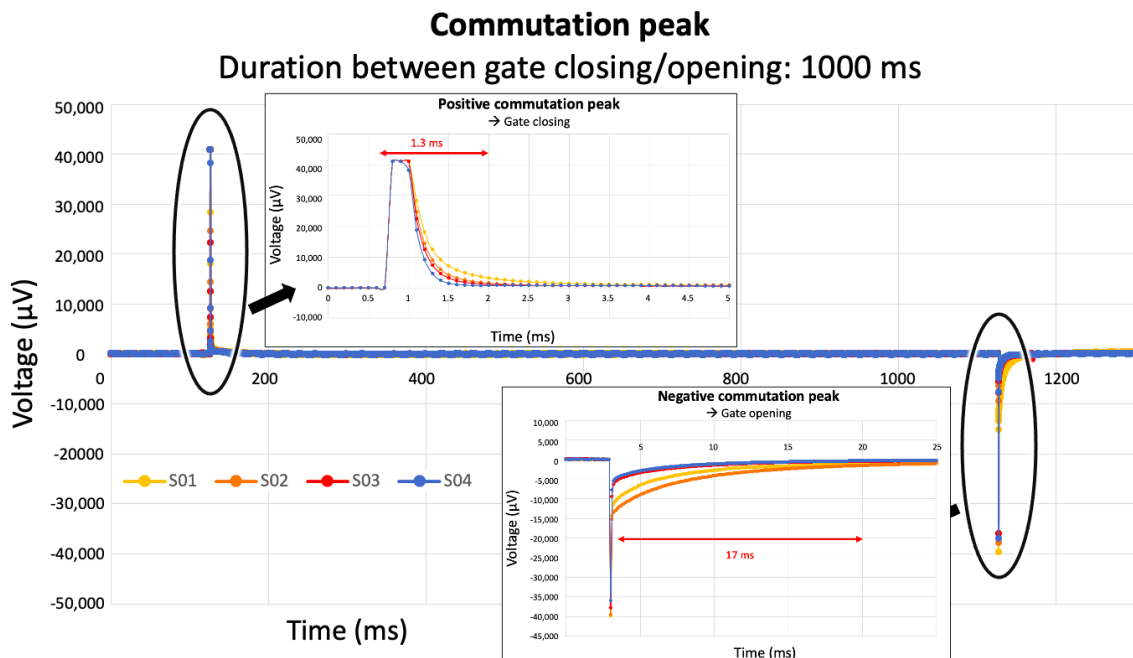 Commutation peak
Duration between gate closing/opening: 1000 ms
50,000
40,000
30,000
20,000
10,000
0
-10,000
-20000
-30,000
-40,000
-50,000
Voltage (µV)
0
200
400
600
800
1000
1200
Time (ms)
S01 S02 S03 S04
Positive commutation peak
→ Gate closing
1.3 ms
50,000
40,000
30,000
20,000
10,000
0
-10,000
Voltage (µV)
0 0.5 1 1.5 2 2.5 3 3.5 4 4.5 5
Time (ms)
Negative commutation peak
→ Gate opening
10,000
5,000
0
-5,000
-10,000
-15,000
-20,000
-25,000
-30,000
-35,000
-40,000
-45,000
Voltage (µV)
5 10 15 20 25
17 ms
Time (ms)